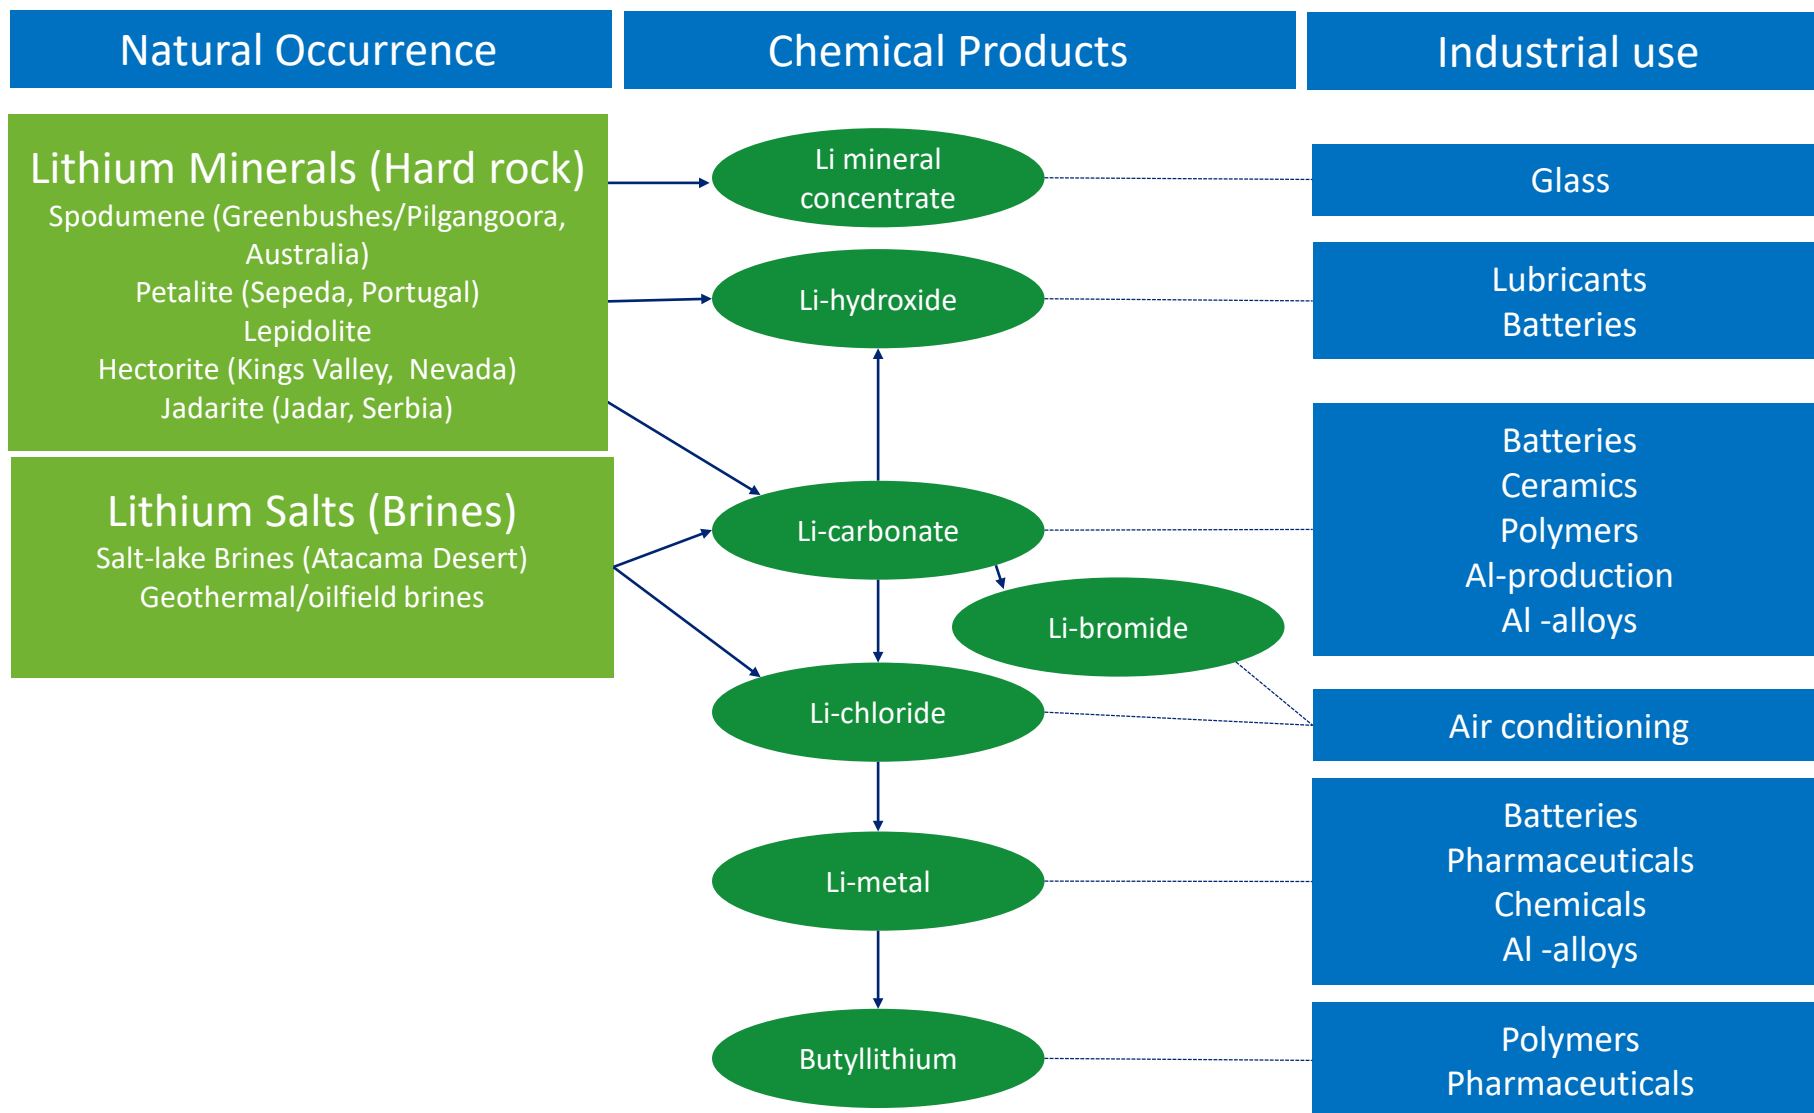 Natural Occurrence
Chemical Products
Industrial use
Lithium Minerals (Hard rock)
Spodumene (Greenbushes/Pilgangoora,
Australia)
Petalite (Sepeda, Portugal)
Lepidolite
Hectorite (Kings Valley,  Nevada)
Jadarite (Jadar, Serbia)
Lithium Salts (Brines)
Salt-lake Brines (Atacama Desert)
Geothermal/oilfield brines
Li mineral
concentrate
Li-hydroxide
Li-carbonate
Li-bromide
Li-chloride
Li-metal
Butyllithium
Glass
Lubricants
Batteries
Batteries
Ceramics
Polymers
Al-production
Al -alloys
Air conditioning
Batteries
Pharmaceuticals
Chemicals
Al -alloys
Polymers
Pharmaceuticals